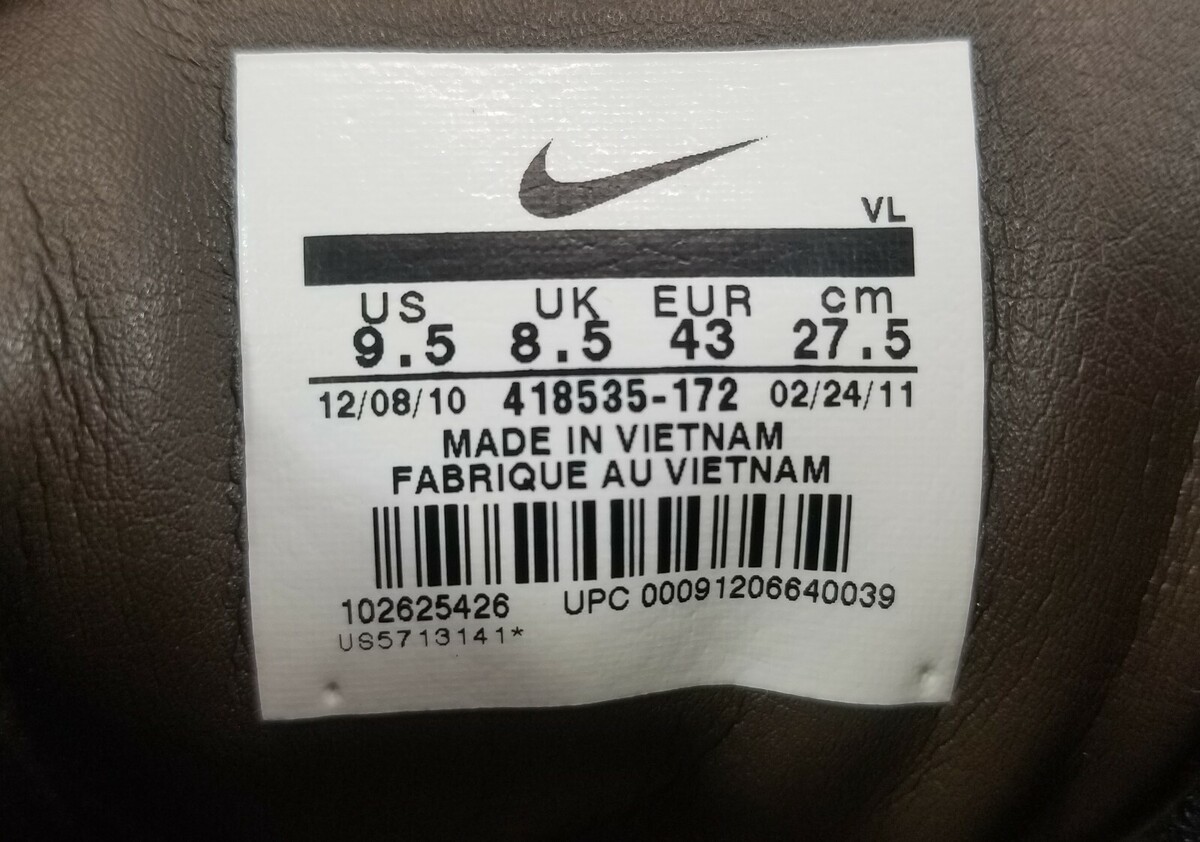 VL
US UK EUR cm
9.5 8.5 43 27.5
12/08/10 418535-172 02/24/11
MADE IN VIETNAM
FABRIQUE AU VIETNAM
102625426 UPC 00091206640039
US5713141*